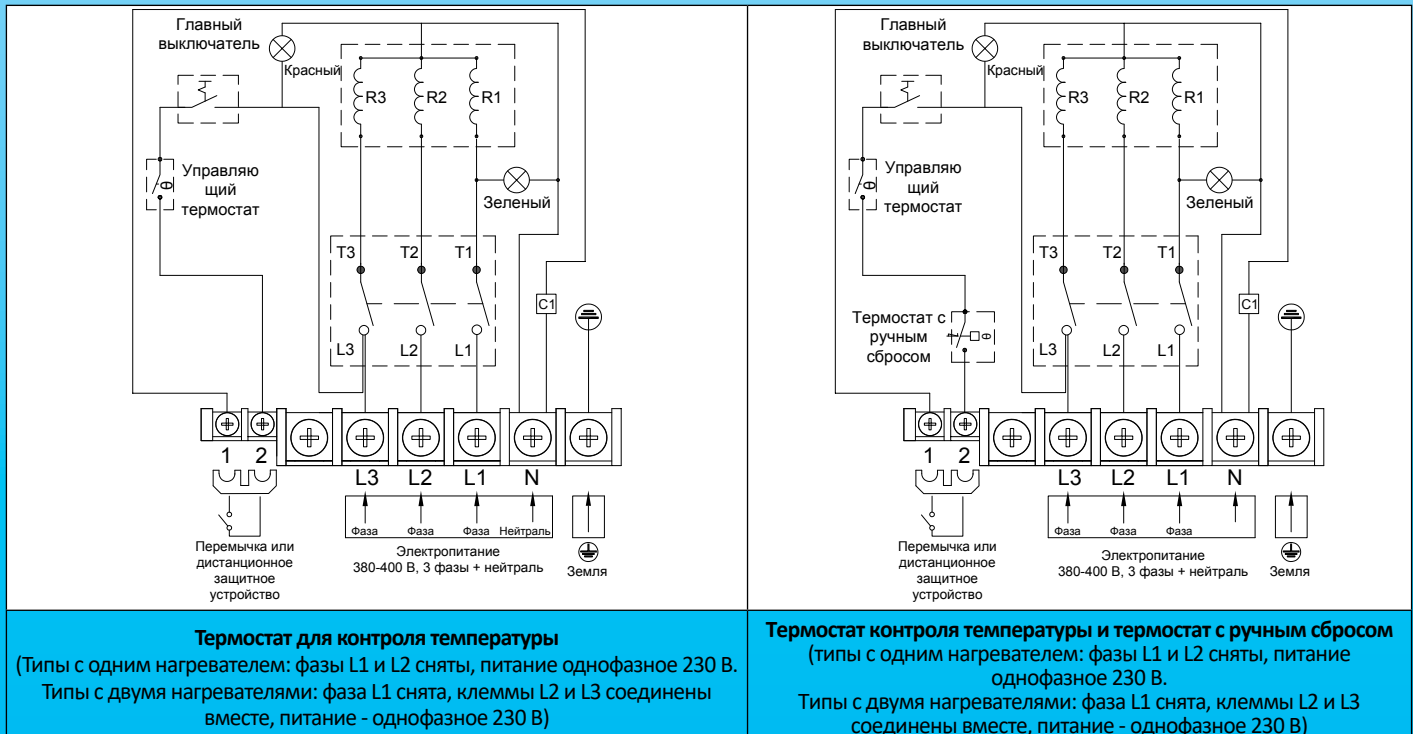 Главный
выключатель
Красный
R3 R2 R1
Управляю
щий
термостат
θ
Зеленый
T3 T2 T1
C1
L3 L2 L1
1 2
L3 L2 L1 N
Фаза Фаза Фаза Нейтраль
Перемычка или
дистанционное
защитное
устройство
Электропитание
380-400 В, 3 фазы + нейтраль
Земля
Термостат для контроля температуры
(Типы с одним нагревателем: фазы L1 и L2 сняты, питание однофазное 230 В.
Типы с двумя нагревателями: фаза L1 снята, клеммы L2 и L3 соединены
вместе, питание - однофазное 230 В)
Главный
выключатель
Красный
R3 R2 R1
Управляю
щий
термостат
θ
Зеленый
T3 T2 T1
C1
Термостат с
ручным
сбросом
θ
L3 L2 L1
1 2
L3 L2 L1 N
Фаза Фаза Фаза
Перемычка или
дистанционное
защитное
устройство
Электропитание
380-400 В, 3 фазы + нейтраль
Земля
Термостат контроля температуры и термостат с ручным сбросом
(типы с одним нагревателем: фазы L1 и L2 сняты, питание
однофазное 230 В.
Типы с двумя нагревателями: фаза L1 снята, клеммы L2 и L3
соединены вместе, питание - однофазное 230 В)